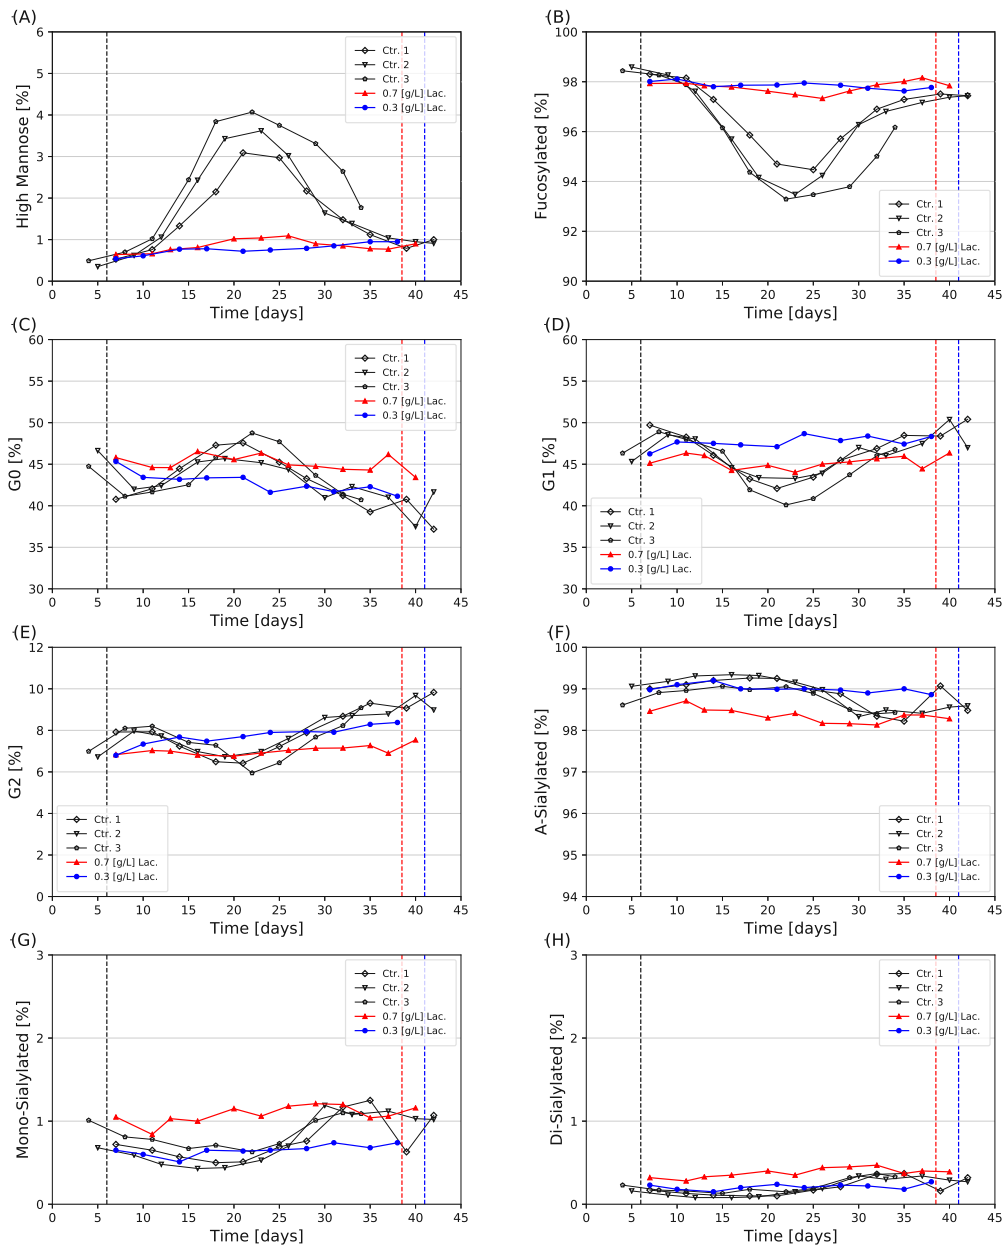 (A)
6
5
4
3
2
1
0
High Mannose [%]
Ctr. 1
Ctr. 2
Ctr. 3
0.7 [g/L] Lac.
0.3 [g/L] Lac.
0 5 10 15 20 25 30 35 40 45
Time [days]
(B)
100
98
96
94
92
90
Fucosylated [%]
Ctr. 1
Ctr. 2
Ctr. 3
0.7 [g/L] Lac.
0.3 [g/L] Lac.
0 5 10 15 20 25 30 35 40 45
Time [days]
(C)
60
55
50
45
40
35
30
G0 [%]
Ctr. 1
Ctr. 2
Ctr. 3
0.7 [g/L] Lac.
0.3 [g/L] Lac.
0 5 10 15 20 25 30 35 40 45
Time [days]
(D)
60
55
50
45
40
35
30
G1 [%]
Ctr. 1
Ctr. 2
Ctr. 3
0.7 [g/L] Lac.
0.3 [g/L] Lac.
0 5 10 15 20 25 30 35 40 45
Time [days]
(E)
12
10
8
6
4
2
0
G2 [%]
Ctr. 1
Ctr. 2
Ctr. 3
0.7 [g/L] Lac.
0.3 [g/L] Lac.
0 5 10 15 20 25 30 35 40 45
Time [days]
(F)
100
99
98
97
96
95
94
A-Sialylated [%]
Ctr. 1
Ctr. 2
Ctr. 3
0.7 [g/L] Lac.
0.3 [g/L] Lac.
0 5 10 15 20 25 30 35 40 45
Time [days]
(G)
3
2
1
0
Mono-Sialylated [%]
Ctr. 1
Ctr. 2
Ctr. 3
0.7 [g/L] Lac.
0.3 [g/L] Lac.
0 5 10 15 20 25 30 35 40 45
Time [days]
(H)
3
2
1
0
Di-Sialylated [%]
Ctr. 1
Ctr. 2
Ctr. 3
0.7 [g/L] Lac.
0.3 [g/L] Lac.
0 5 10 15 20 25 30 35 40 45
Time [days]